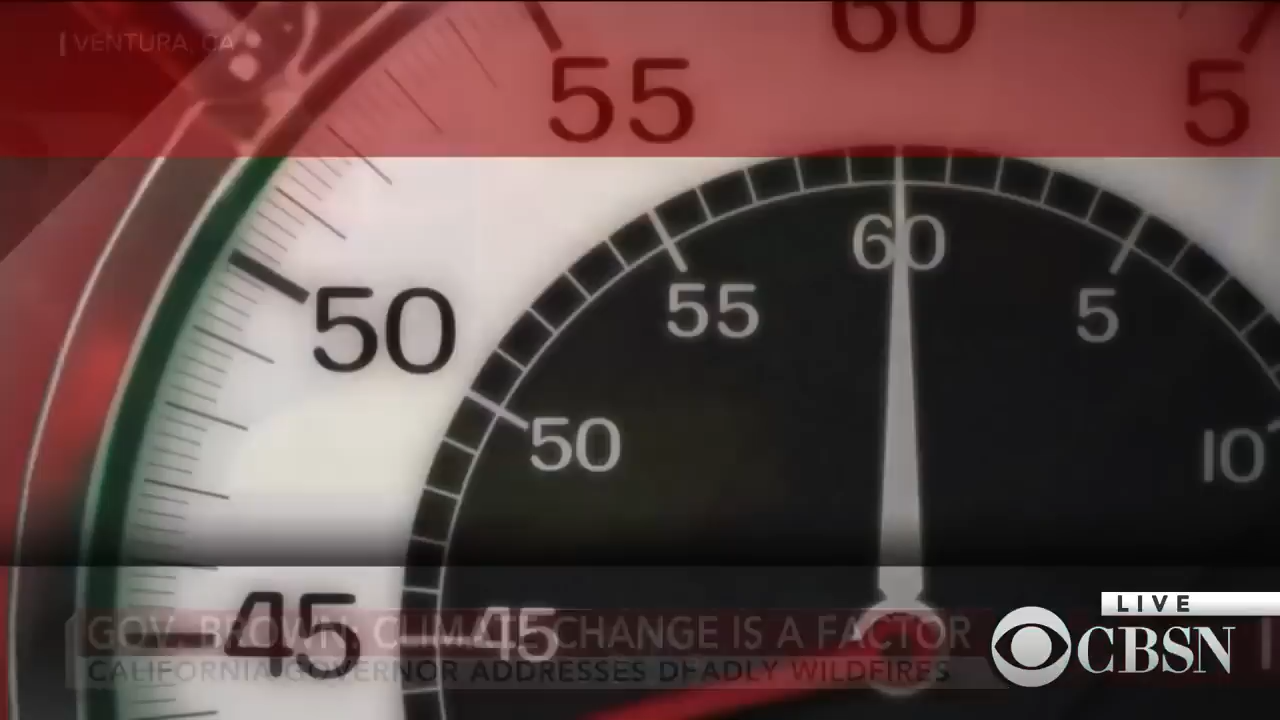 VENTURA, CA
60
55
5
60
55
5
50
50
10
45
45
GOV. BROWN: CLIMATE CHANGE IS A FACTOR
CALIFORNIA GOVERNOR ADDRESSES DEADLY WILDFIRES
LIVE
CBSN